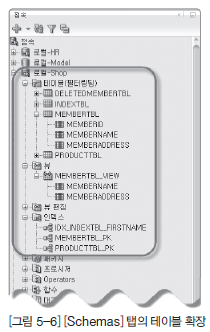 접속
접속
로컬-HR
로컬-Model
로컬-Shop
테이블(필터링됨)
DELETEDMEMBERTBL
INDEXTBL
MEMBERTBL
MEMBERID
MEMBERNAME
MEMBERADDRESS
PRODUCTTBL
뷰
MEMBERTBL_VIEW
MEMBERNAME
MEMBERADDRESS
뷰 편집
인덱스
IDX_INDEXTBL_FIRSTNAME
MEMBERTBL_PK
PRODUCTTBL_PK
패키지
프로시저
Operators
함수
[그림 5-6] [Schemas] 탭의 테이블 확장